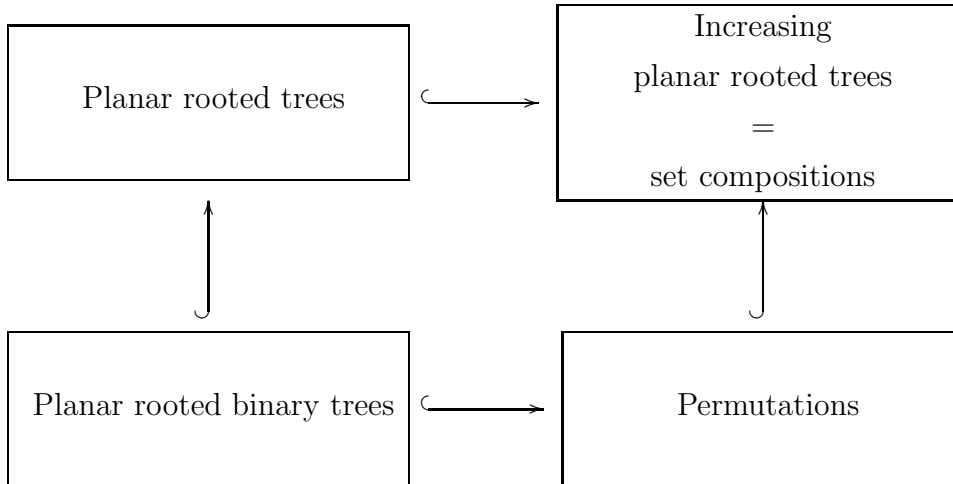 Planar rooted trees
Increasing
planar rooted trees
=
set compositions
Planar rooted binary trees
Permutations